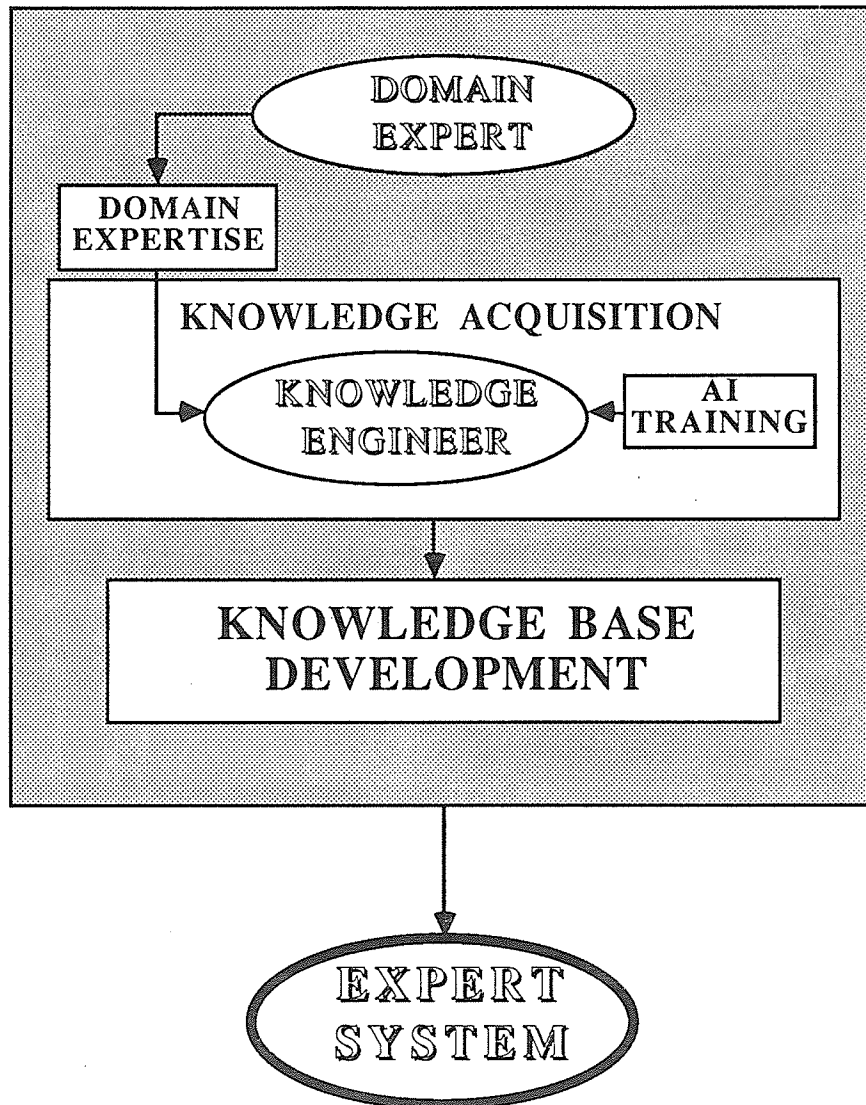 DOMAIN
EXPERT
DOMAIN
EXPERTISE
KNOWLEDGE ACQUISITION
KNOWLEDGE
ENGINEER
AI
TRAINING
KNOWLEDGE BASE
DEVELOPMENT
EXPERT
SYSTEM